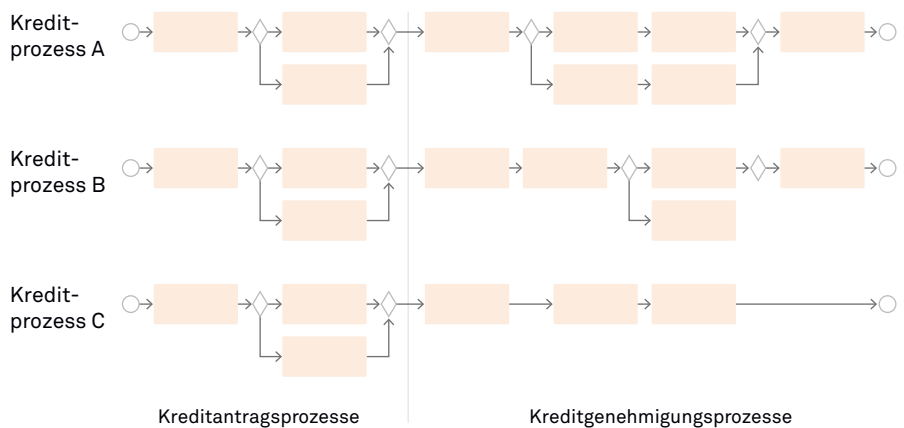 Kredit-
prozess A
Kredit-
prozess B
Kredit-
prozess C
Kreditantragsprozesse
Kreditgenehmigungsprozesse